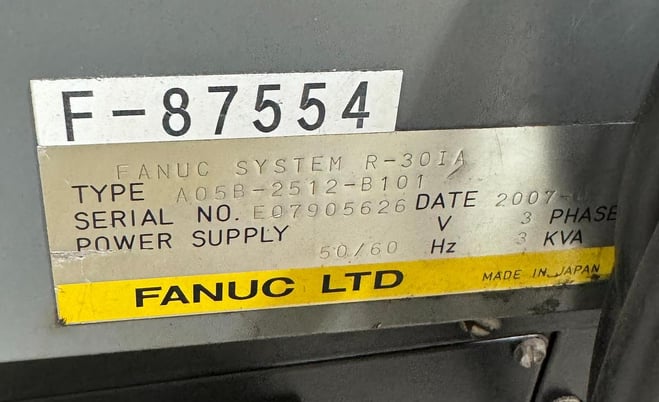 F-87554
FANUC SYSTEM R-30IA
TYPE A05B-2512-B101
SERIAL NO. E07905626 DATE 2007-
POWER SUPPLY V 3 PHASE
50/60 Hz 3 KVA
FANUC LTD MADE IN JAPAN